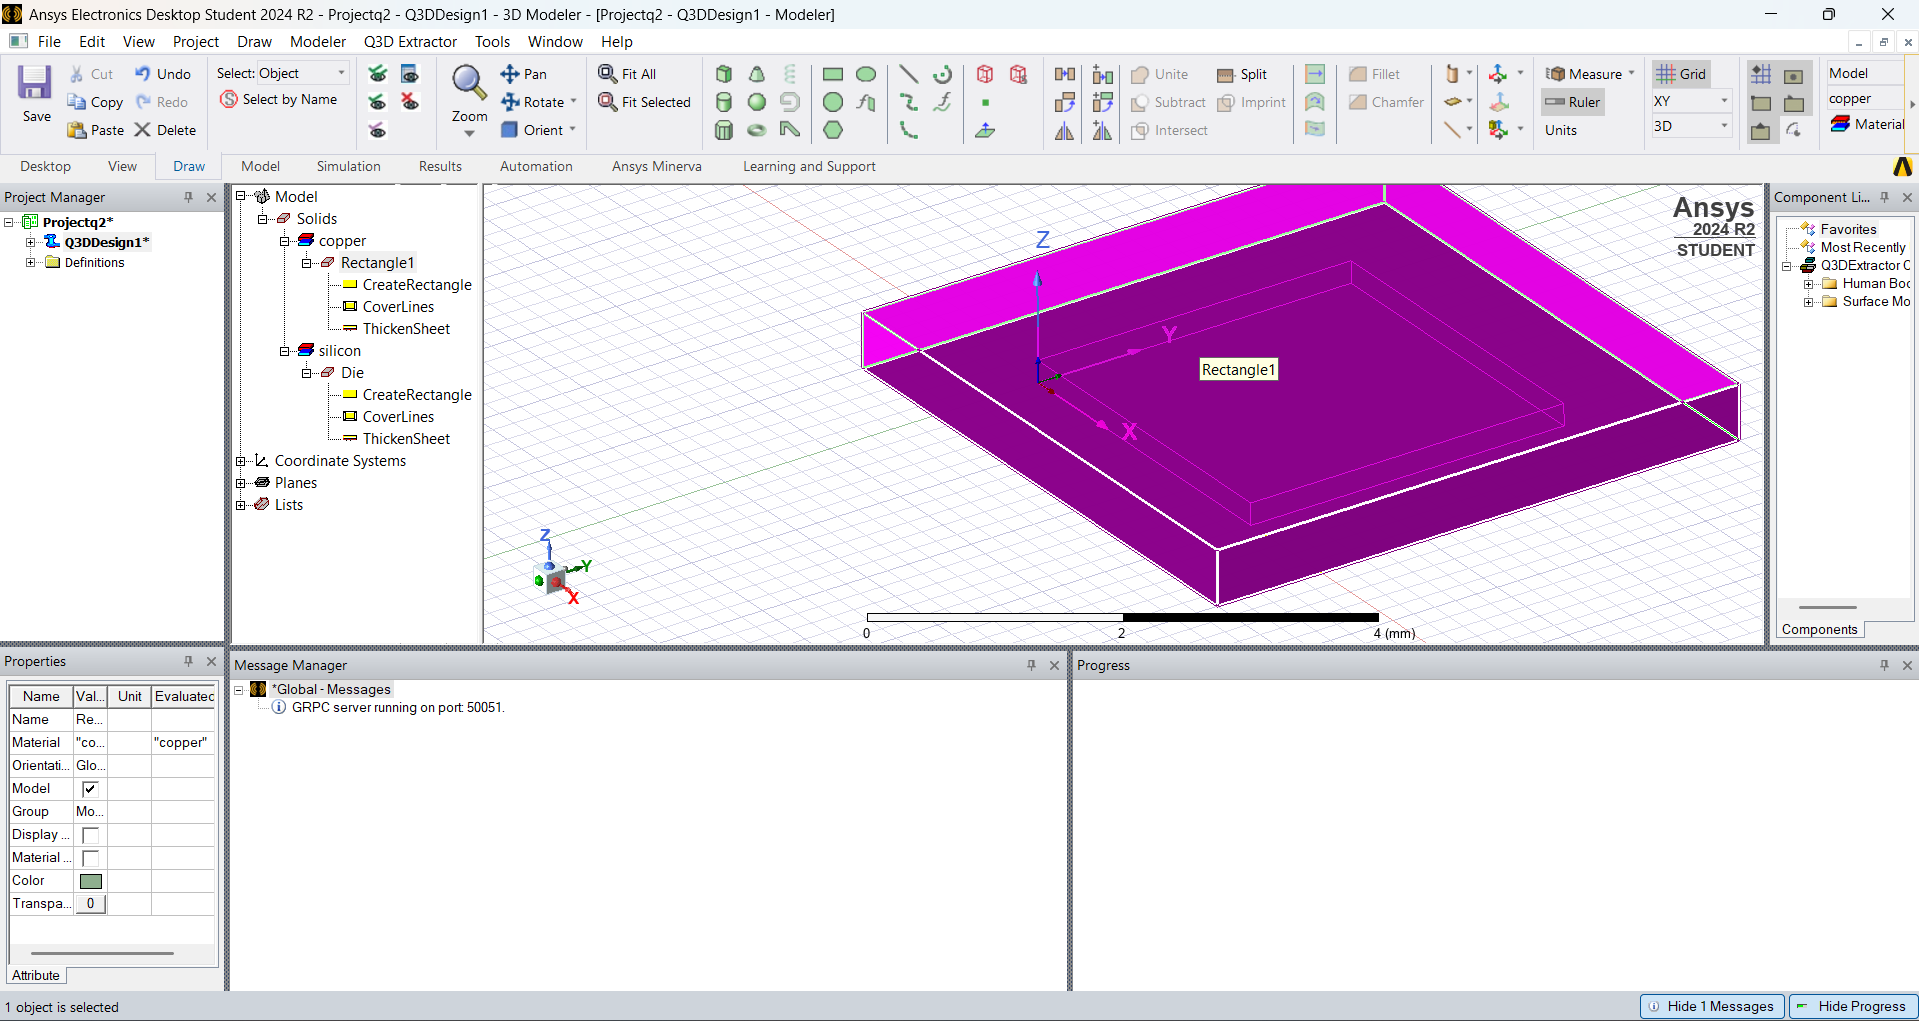 Ansys Electronics Desktop Student 2024 R2 - Projectq2 - Q3DDesign1 - 3D Modeler - [Projectq2 - Q3DDesign1 - Modeler]
File Edit View Project Draw Modeler Q3D Extractor Tools Window Help
Save
Cut
Copy
Paste
Undo
Redo
Delete
Select: Object
Select by Name
Zoom
Pan
Rotate
Orient
Fit All
Fit Selected
Unite
Subtract
Intersect
Split
Imprint
Fillet
Chamfer
Measure
Ruler
Units
Grid
XY
3D
Model
copper
Material
Desktop View Draw Model Simulation Results Automation Ansys Minerva Learning and Support
Project Manager
Projectq2*
Q3DDesign1*
Definitions
Model
Solids
copper
Rectangle1
CreateRectangle
CoverLines
ThickenSheet
silicon
Die
CreateRectangle
CoverLines
ThickenSheet
Coordinate Systems
Planes
Lists
Ansys
2024 R2
STUDENT
Z
Y
X
Rectangle1
Z
Y
X
0 2 4 (mm)
Component Li...
Favorites
Most Recently
Q3DExtractor C
Human Boc
Surface Mo
Components
Properties
Name Val... Unit Evaluated
Name Re...
Material "co... "copper"
Orientati... Glo...
Model
Group Mo...
Display ...
Material ...
Color
Transpa... 0
Attribute
Message Manager
*Global - Messages
GRPC server running on port: 50051.
Progress
1 object is selected
Hide 1 Messages
Hide Progress